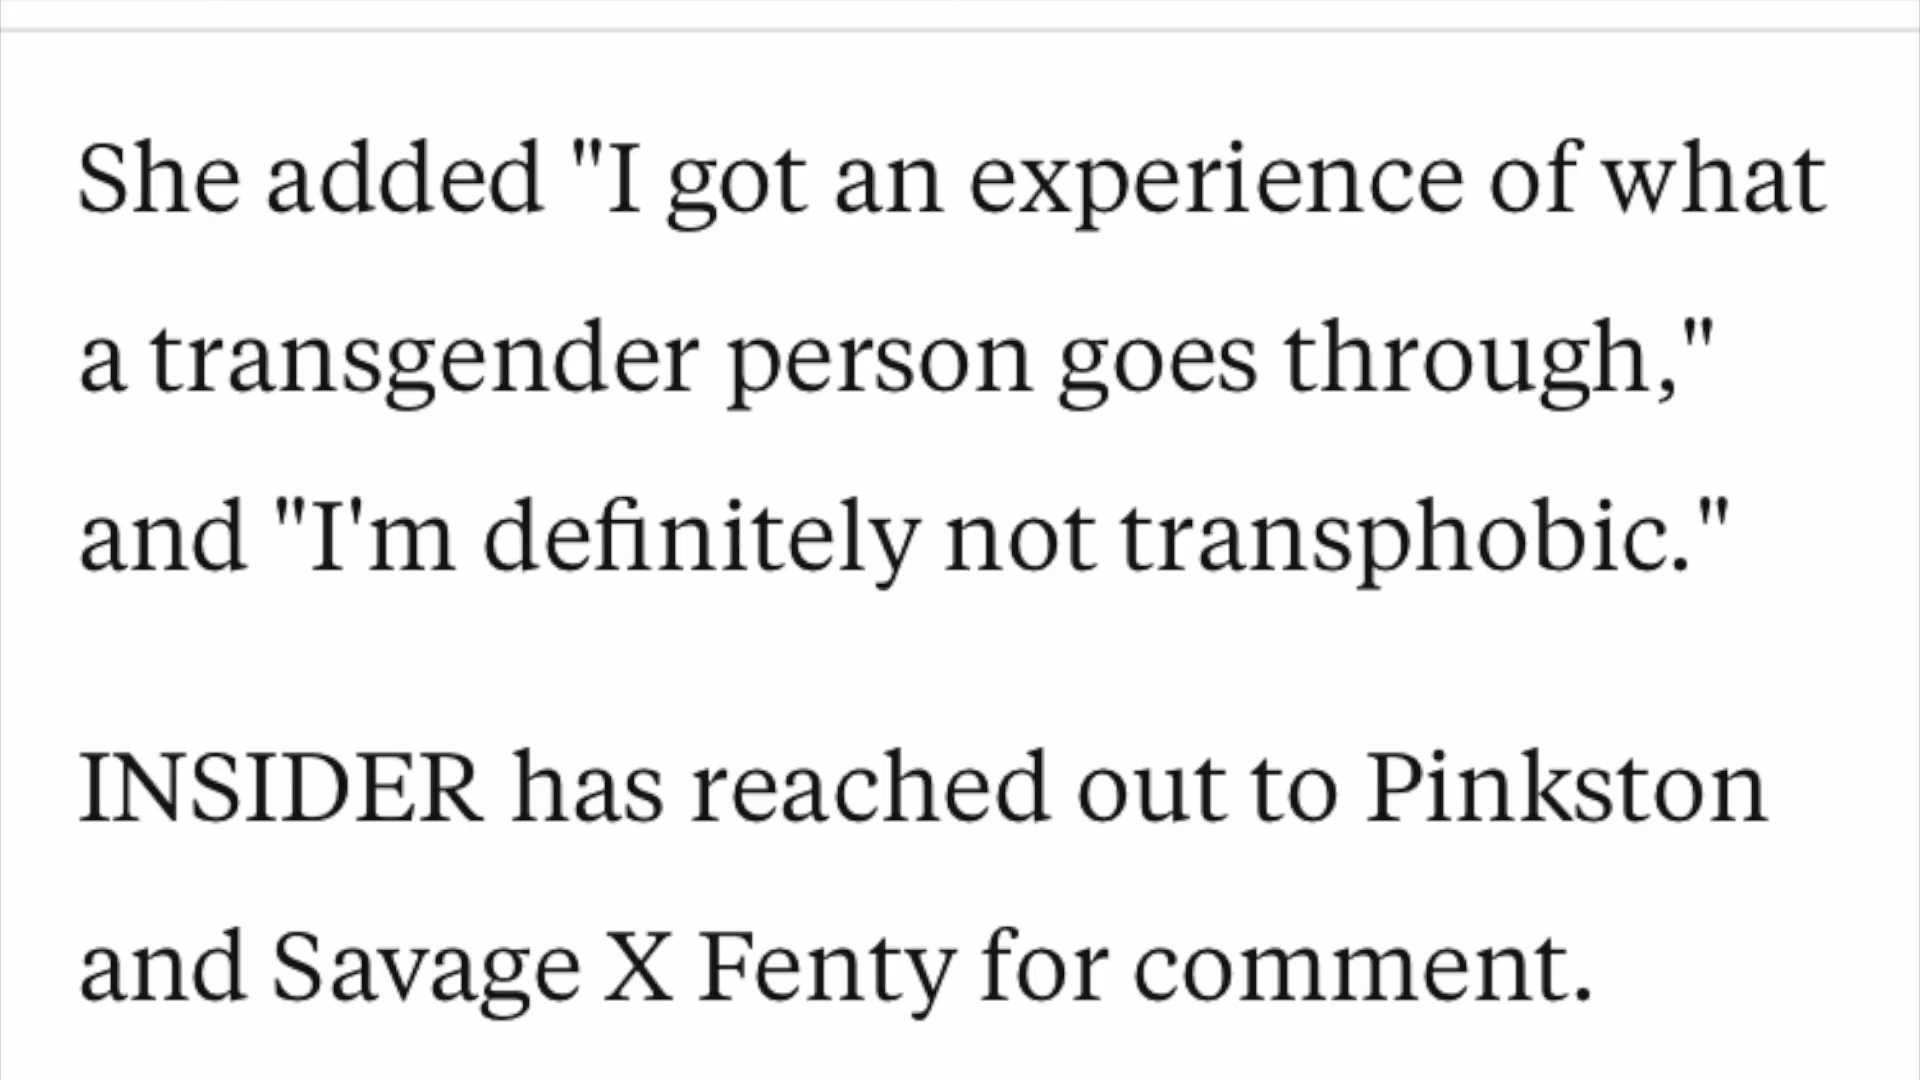 She added "I got an experience of what
a transgender person goes through,"
and "I'm definitely not transphobic."
INSIDER has reached out to Pinkston
and Savage X Fenty for comment.